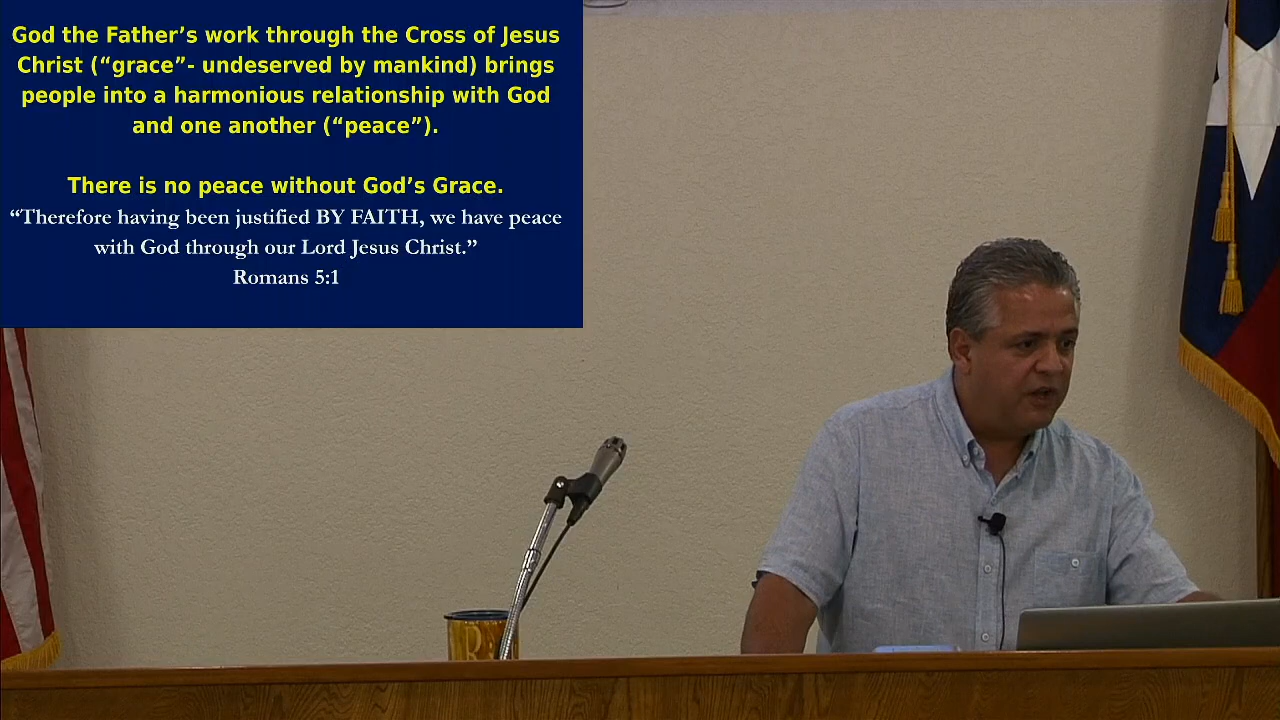 God the Father’s work through the Cross of Jesus
Christ (“grace”- undeserved by mankind) brings
people into a harmonious relationship with God
and one another (“peace”).
There is no peace without God’s Grace.
“Therefore having been justified BY FAITH, we have peace
with God through our Lord Jesus Christ.”
Romans 5:1